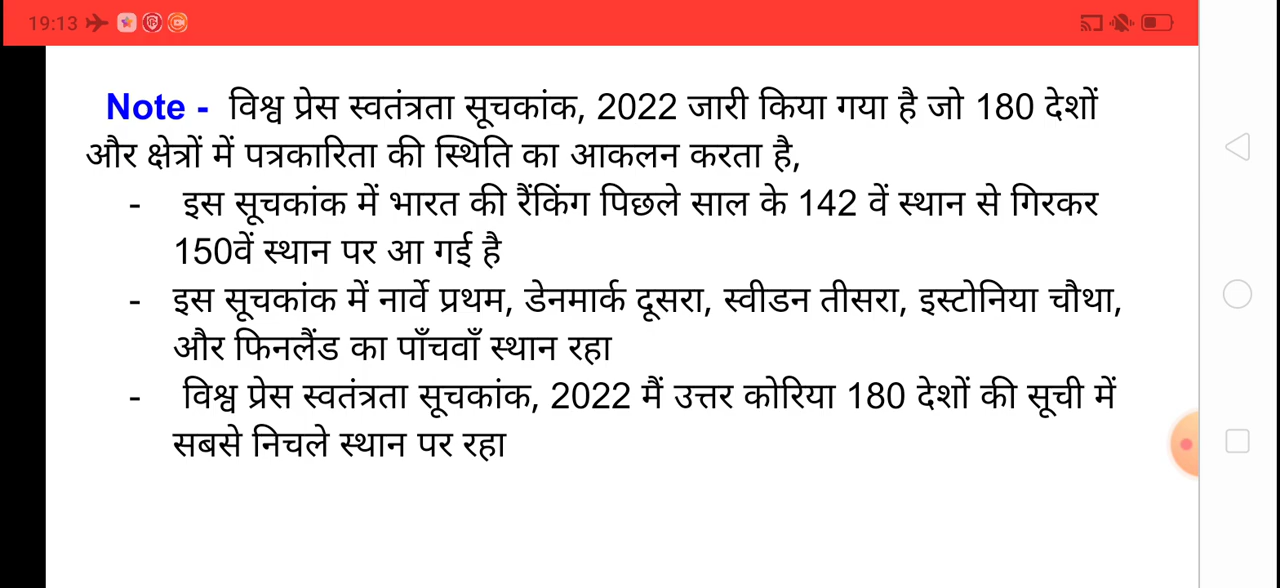 19:13
Note - विश्व प्रेस स्वतंत्रता सूचकांक, 2022 जारी किया गया है जो 180 देशों
और क्षेत्रों में पत्रकारिता की स्थिति का आकलन करता है,
- इस सूचकांक में भारत की रैंकिंग पिछले साल के 142 वें स्थान से गिरकर
150वें स्थान पर आ गई है
- इस सूचकांक में नार्वे प्रथम, डेनमार्क दूसरा, स्वीडन तीसरा, इस्टोनिया चौथा,
और फिनलैंड का पाँचवाँ स्थान रहा
- विश्व प्रेस स्वतंत्रता सूचकांक, 2022 मैं उत्तर कोरिया 180 देशों की सूची में
सबसे निचले स्थान पर रहा